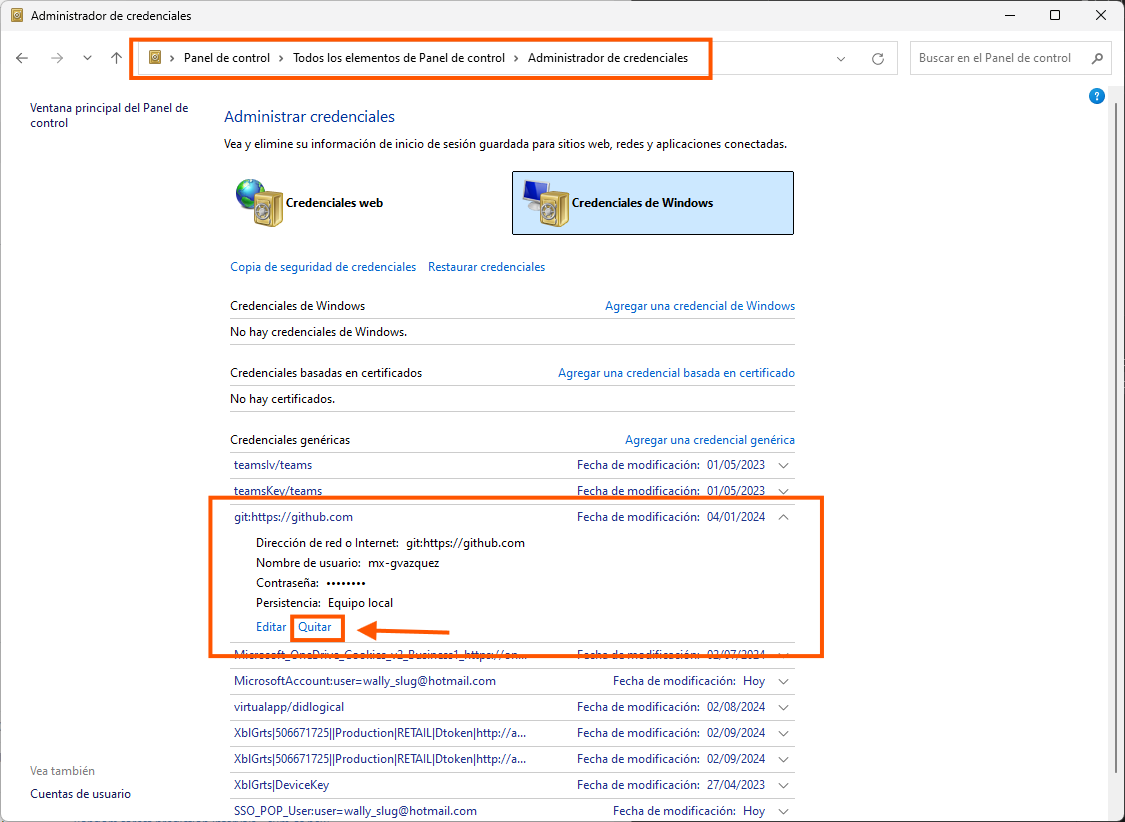 Administrador de credenciales
Panel de control > Todos los elementos de Panel de control > Administrador de credenciales
Buscar en el Panel de control
Ventana principal del Panel de
control
?
Administrar credenciales
Vea y elimine su información de inicio de sesión guardada para sitios web, redes y aplicaciones conectadas.
Credenciales web
Credenciales de Windows
Copia de seguridad de credenciales Restaurar credenciales
Credenciales de Windows Agregar una credencial de Windows
No hay credenciales de Windows.
Credenciales basadas en certificados Agregar una credencial basada en certificado
No hay certificados.
Credenciales genéricas Agregar una credencial genérica
teamslv/teams Fecha de modificación: 01/05/2023
teamsKey/teams Fecha de modificación: 01/05/2023
git:https://github.com Fecha de modificación: 04/01/2024
Dirección de red o Internet: git:https://github.com
Nombre de usuario: mx-gvazquez
Contraseña: ••••••••
Persistencia: Equipo local
Editar Quitar
Microsoft_OneDrive_Cookies_v2_Business1_https://on... Fecha de modificación: 02/07/2024
MicrosoftAccount:user=wally_slug@hotmail.com Fecha de modificación: Hoy
virtualapp/didlogical Fecha de modificación: 02/08/2024
XblGrts|506671725||Production|RETAIL|Dtoken|http://a... Fecha de modificación: 02/09/2024
XblGrts|506671725||Production|RETAIL|Dtoken|http://a... Fecha de modificación: 02/09/2024
XblGrts|DeviceKey Fecha de modificación: 27/04/2023
SSO_POP_User:user=wally_slug@hotmail.com Fecha de modificación: Hoy
Vea también
Cuentas de usuario